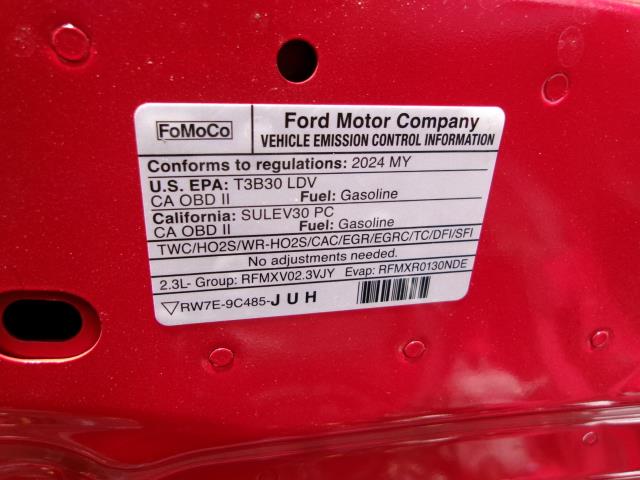 FoMoCo
Ford Motor Company
VEHICLE EMISSION CONTROL INFORMATION
Conforms to regulations: 2024 MY
U.S. EPA: T3B30 LDV
CA OBD II Fuel: Gasoline
California: SULEV30 PC
CA OBD II Fuel: Gasoline
TWC/HO2S/WR-HO2S/CAC/EGR/EGRC/TC/DFI/SFI
No adjustments needed.
2.3L- Group: RFMXV02.3VJY Evap: RFMXR0130NDE
RW7E-9C485-JUH